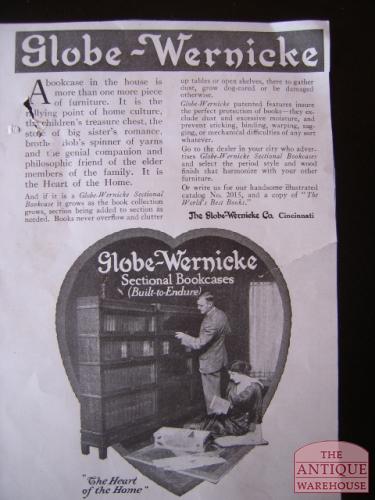 Globe-Wernicke
A bookcase in the house is
more than one more piece
of furniture. It is the
rallying point of home culture,
the children's treasure chest, the
store of big sister's romance,
brother Bob's spinner of yarns
and the genial companion and
philosophic friend of the elder
members of the family. It is
the Heart of the Home.
And if it is a Globe-Wernicke Sectional
Bookcase it grows as the book collection
grows, section being added to section as
needed. Books never overflow and clutter
up tables or open shelves, there to gather
dust, grow dog-eared or be damaged
otherwise.
Globe-Wernicke patented features insure
the perfect protection of books—they ex-
clude dust and excessive moisture, and
prevent sticking, binding, warping, sag-
ging, or mechanical difficulties of any sort
whatever.
Go to the dealer in your city who adver-
tises Globe-Wernicke Sectional Bookcases
and select the period style and wood
finish that harmonize with your other
furniture.
Or write us for our handsome illustrated
catalog No. 2015, and a copy of "The
World's Best Books."
The Globe-Wernicke Co. Cincinnati
Globe-Wernicke
Sectional Bookcases
(Built-to-Endure)
"The Heart
of the Home"
THE
ANTIQUE
WAREHOUSE